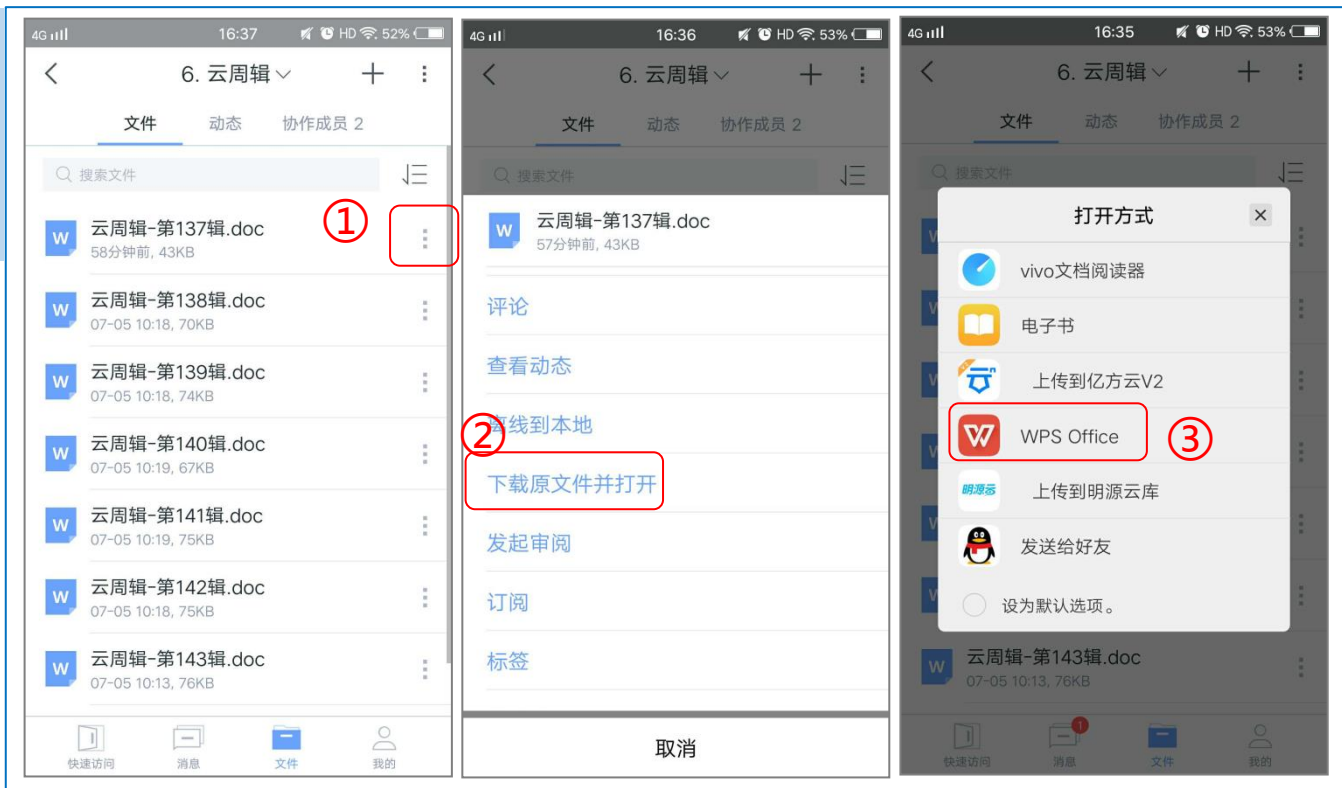 4G 16:37 HD 52%
6. 云周辑
文件 动态 协作成员 2
搜索文件
云周辑-第137辑.doc
58分钟前, 43KB
①
云周辑-第138辑.doc
07-05 10:18, 70KB
云周辑-第139辑.doc
07-05 10:18, 74KB
云周辑-第140辑.doc
07-05 10:19, 67KB
云周辑-第141辑.doc
07-05 10:19, 75KB
云周辑-第142辑.doc
07-05 10:18, 75KB
云周辑-第143辑.doc
07-05 10:13, 76KB
快速访问 消息 文件 我的
4G 16:36 HD 53%
6. 云周辑
文件 动态 协作成员 2
搜索文件
云周辑-第137辑.doc
57分钟前, 43KB
评论
查看动态
离线到本地
②
下载原文件并打开
发起审阅
订阅
标签
取消
4G 16:35 HD 53%
6. 云周辑
文件 动态 协作成员 2
搜索文件
打开方式
vivo文档阅读器
电子书
上传到亿方云V2
WPS Office
③
明源云 上传到明源云库
发送给好友
设为默认选项。
云周辑-第143辑.doc
07-05 10:13, 76KB
1
快速访问 消息 文件 我的